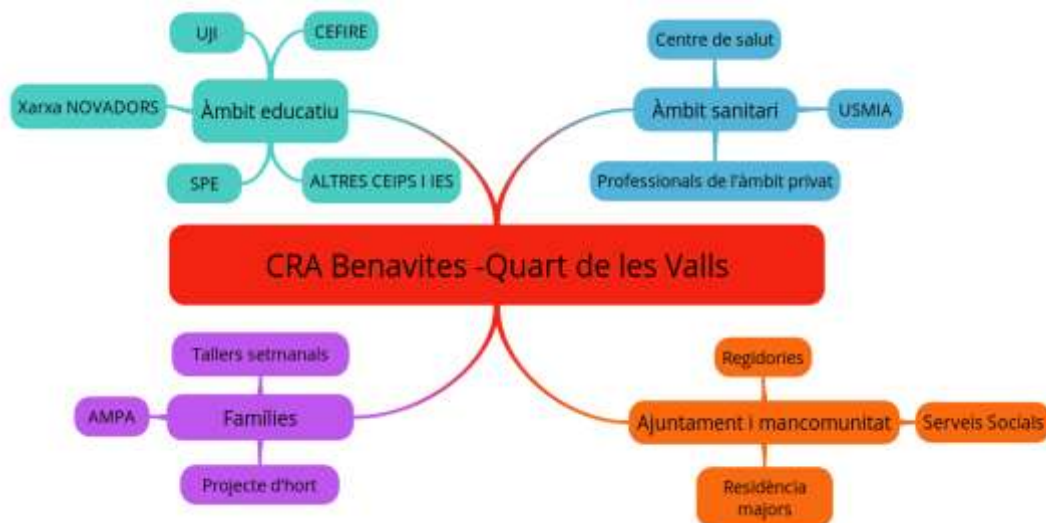 UJI
CEFIRE
Xarxa NOVADORS
Àmbit educatiu
SPE
ALTRES CEIPS I IES
Centre de salut
Àmbit sanitari
USMIA
Professionals de l'àmbit privat
CRA Benavites -Quart de les Valls
Tallers setmanals
AMPA
Famílies
Projecte d'hort
Regidories
Ajuntament i mancomunitat
Serveis Socials
Residència
majors